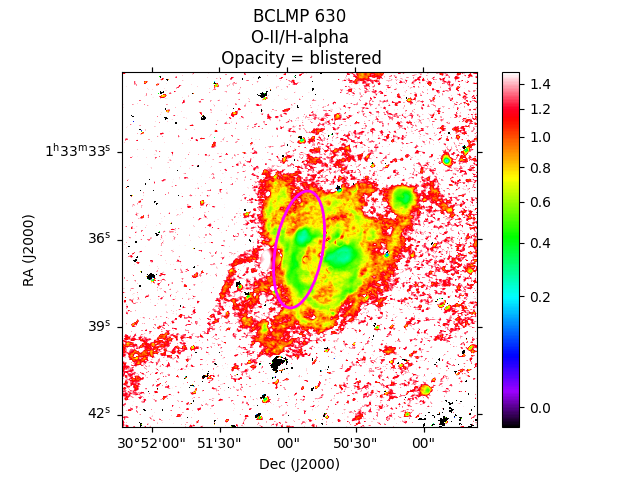 BCLMP 630
O-II/H-alpha
Opacity = blistered
1.4
1.2
1.0
0.8
0.6
0.4
0.2
0.0
1ʰ33ᵐ33ˢ
36ˢ
39ˢ
42ˢ
RA (J2000)
30°52'00" 51'30" 00" 50'30" 00"
Dec (J2000)